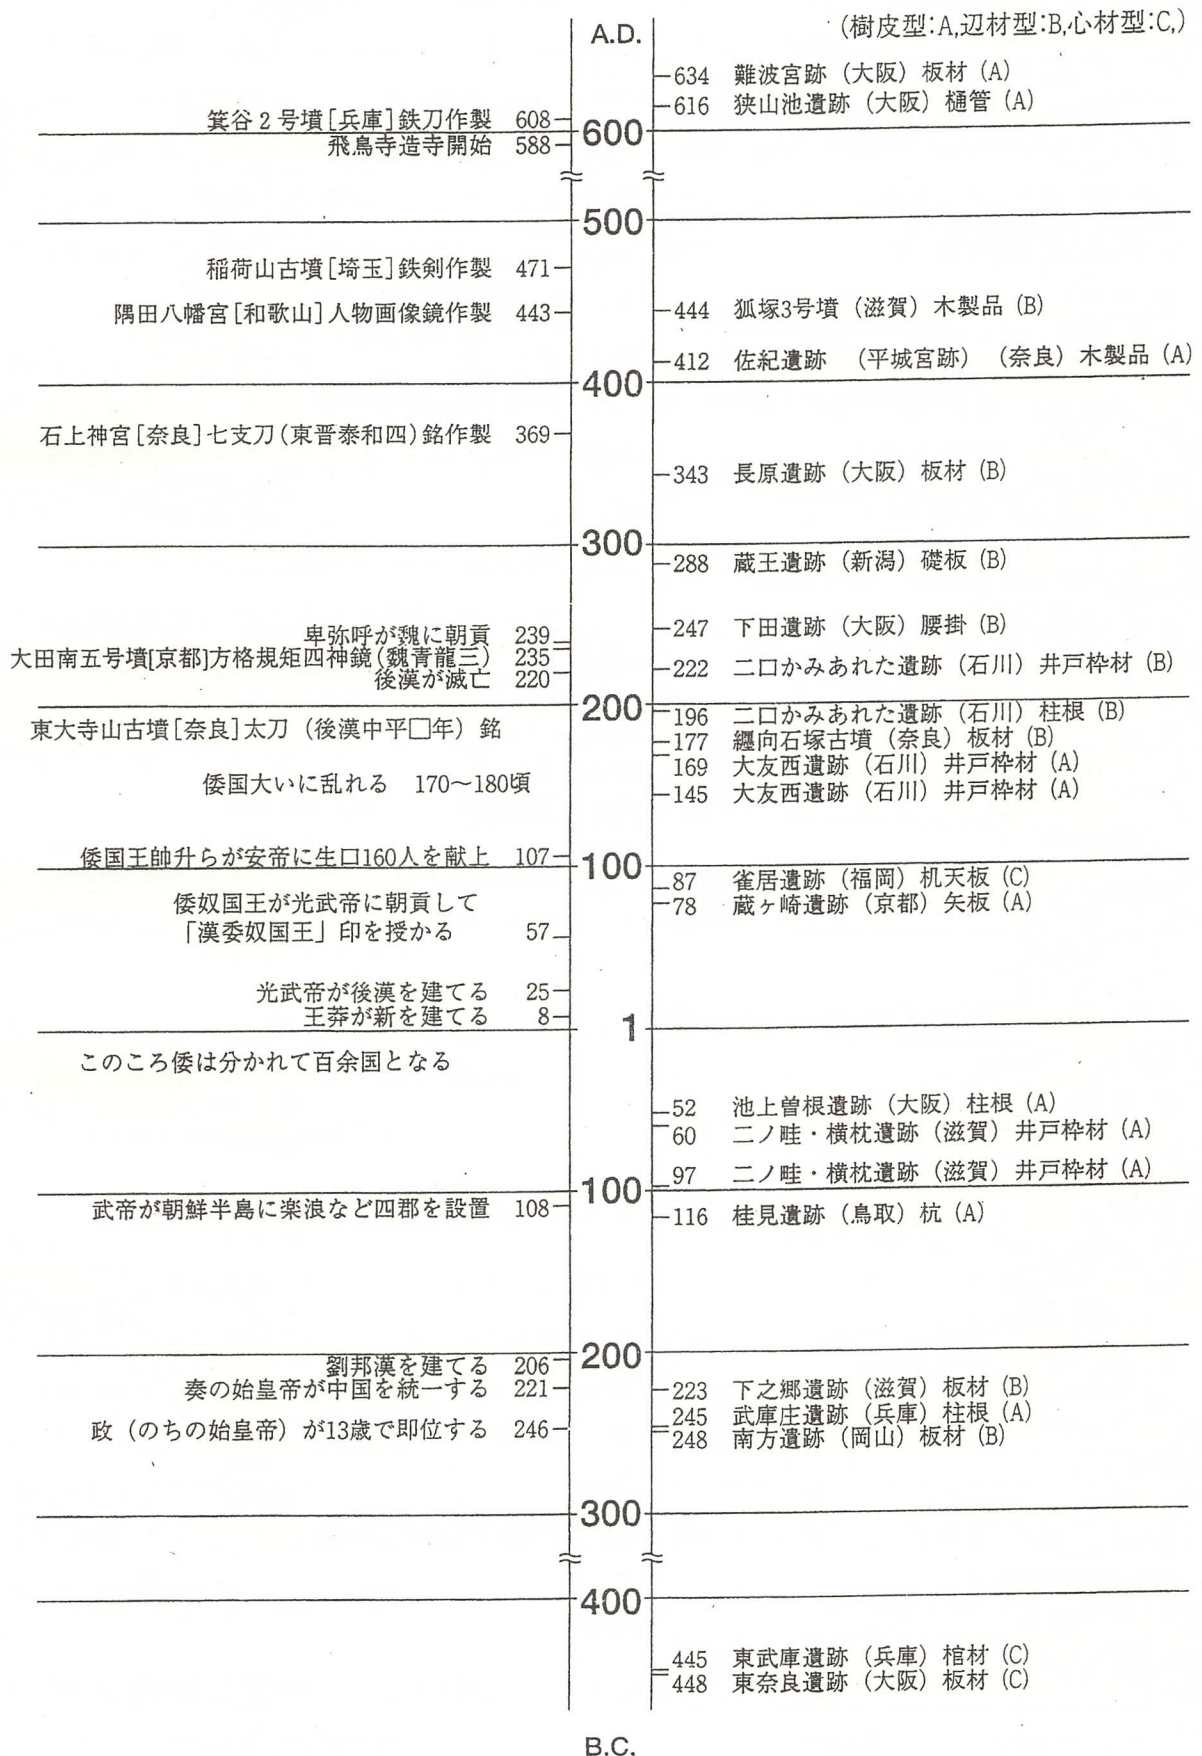 A.D.
(樹皮型:A,辺材型:B,心材型:C,)
634 難波宮跡（大阪）板材 (A)
616 狭山池遺跡（大阪）樋管 (A)
箕谷2号墳[兵庫]鉄刀作製 608
600
飛鳥寺造寺開始 588
500
稲荷山古墳[埼玉]鉄剣作製 471
隅田八幡宮[和歌山]人物画像鏡作製 443
444 狐塚3号墳（滋賀）木製品 (B)
412 佐紀遺跡 （平城宮跡）（奈良）木製品 (A)
400
石上神宮[奈良]七支刀(東晋泰和四)銘作製 369
343 長原遺跡（大阪）板材 (B)
300
288 蔵王遺跡（新潟）礎板 (B)
卑弥呼が魏に朝貢 239
247 下田遺跡（大阪）腰掛 (B)
大田南五号墳[京都]方格規矩四神鏡(魏青龍三) 235
後漢が滅亡 220
222 二口かみあれた遺跡（石川）井戸枠材 (B)
200
196 二口かみあれた遺跡（石川）柱根 (B)
東大寺山古墳[奈良]太刀（後漢中平□年）銘
177 纒向石塚古墳（奈良）板材 (B)
169 大友西遺跡（石川）井戸枠材 (A)
倭国大いに乱れる 170〜180頃
145 大友西遺跡（石川）井戸枠材 (A)
倭国王帥升らが安帝に生口160人を献上 107
100
87 雀居遺跡（福岡）机天板 (C)
78 蔵ヶ崎遺跡（京都）矢板 (A)
倭奴国王が光武帝に朝貢して
「漢委奴国王」印を授かる 57
光武帝が後漢を建てる 25
王莽が新を建てる 8
1
このころ倭は分かれて百余国となる
52 池上曽根遺跡（大阪）柱根 (A)
60 二ノ畦・横枕遺跡（滋賀）井戸枠材 (A)
97 二ノ畦・横枕遺跡（滋賀）井戸枠材 (A)
100
武帝が朝鮮半島に楽浪など四郡を設置 108
116 桂見遺跡（鳥取）杭 (A)
200
劉邦漢を建てる 206
奏の始皇帝が中国を統一する 221
223 下之郷遺跡（滋賀）板材 (B)
245 武庫庄遺跡（兵庫）柱根 (A)
政（のちの始皇帝）が13歳で即位する 246
248 南方遺跡（岡山）板材 (B)
300
400
445 東武庫遺跡（兵庫）棺材 (C)
448 東奈良遺跡（大阪）板材 (C)
B.C.